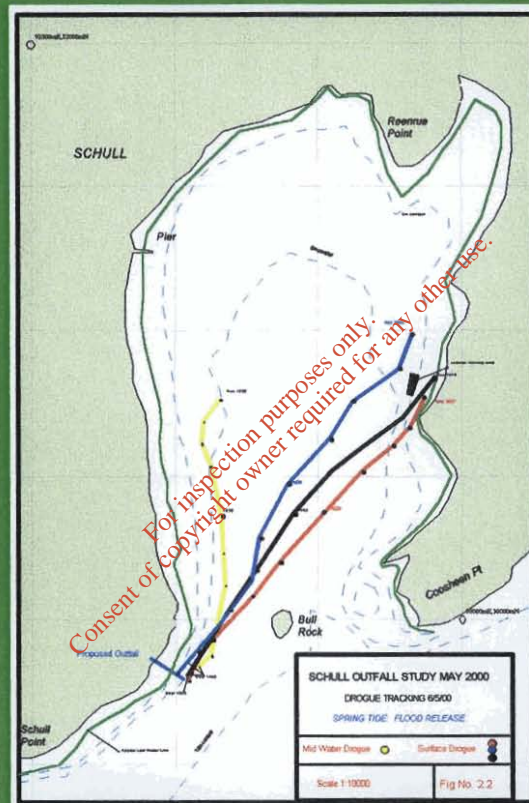 SCHULL
Reenrue
Point
Pier
For inspection purposes only.
Consent of copyright owner required for any other use.
Coosheen Pt
Bull
Rock
Proposed Outfall
Schull
Point
SCHULL OUTFALL STUDY MAY 2000
DROGUE TRACKING 6/5/00
SPRING TIDE FLOOD RELEASE
Mid Water Drogue
Surface Drogue
Scale 1:10000
Fig No. 2.2